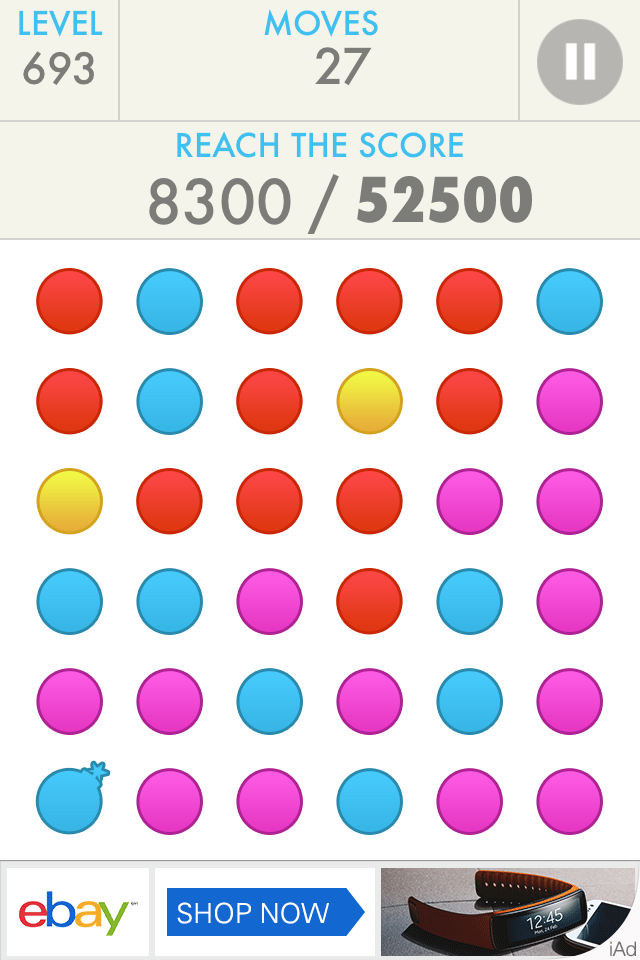 LEVEL
693
MOVES
27
REACH THE SCORE
8300 / 52500
ebay
SHOP NOW
12:45
iAd